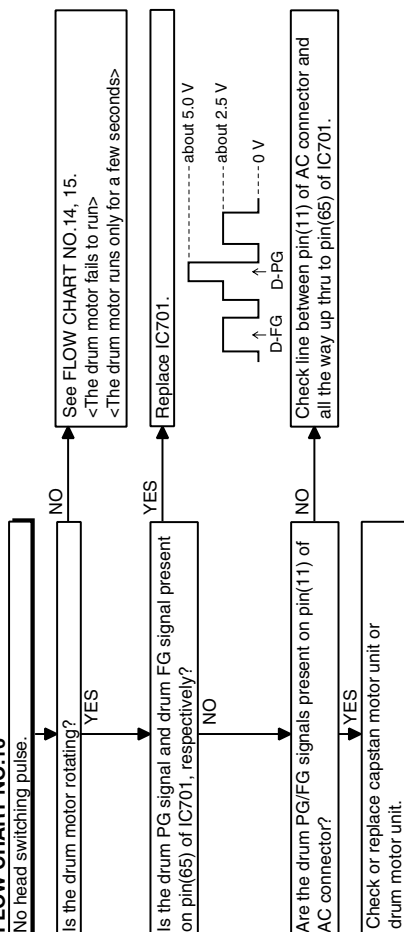 No head switching pulse.
Is the drum motor rotating?
NO
See FLOW CHART NO.14, 15.
<The drum motor fails to run>
<The drum motor runs only for a few seconds>
YES
Is the drum PG signal and drum FG signal present
on pin(65) of IC701, respectively?
YES
Replace IC701.
about 5.0 V
about 2.5 V
0 V
D-FG
D-PG
NO
Are the drum PG/FG signals present on pin(11) of
AC connector?
NO
Check line between pin(11) of AC connector and
all the way up thru to pin(65) of IC701.
YES
Check or replace capstan motor unit or
drum motor unit.